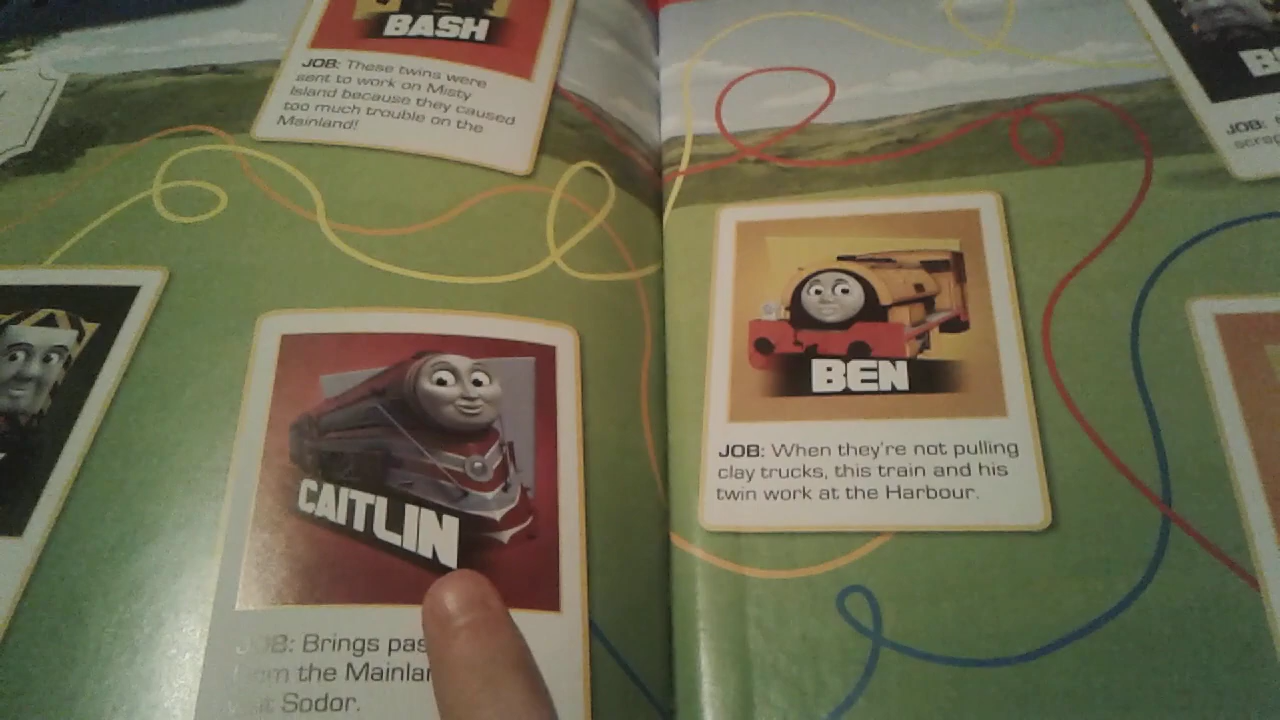 BASH
JOB: These twins were
sent to work on Misty
Island because they caused
too much trouble on the
Mainland!
CAITLIN
JOB: Brings
from the
Sodor.
BEN
JOB: When they're not pulling
clay trucks, this train and his
twin work at the Harbour.
JOB: